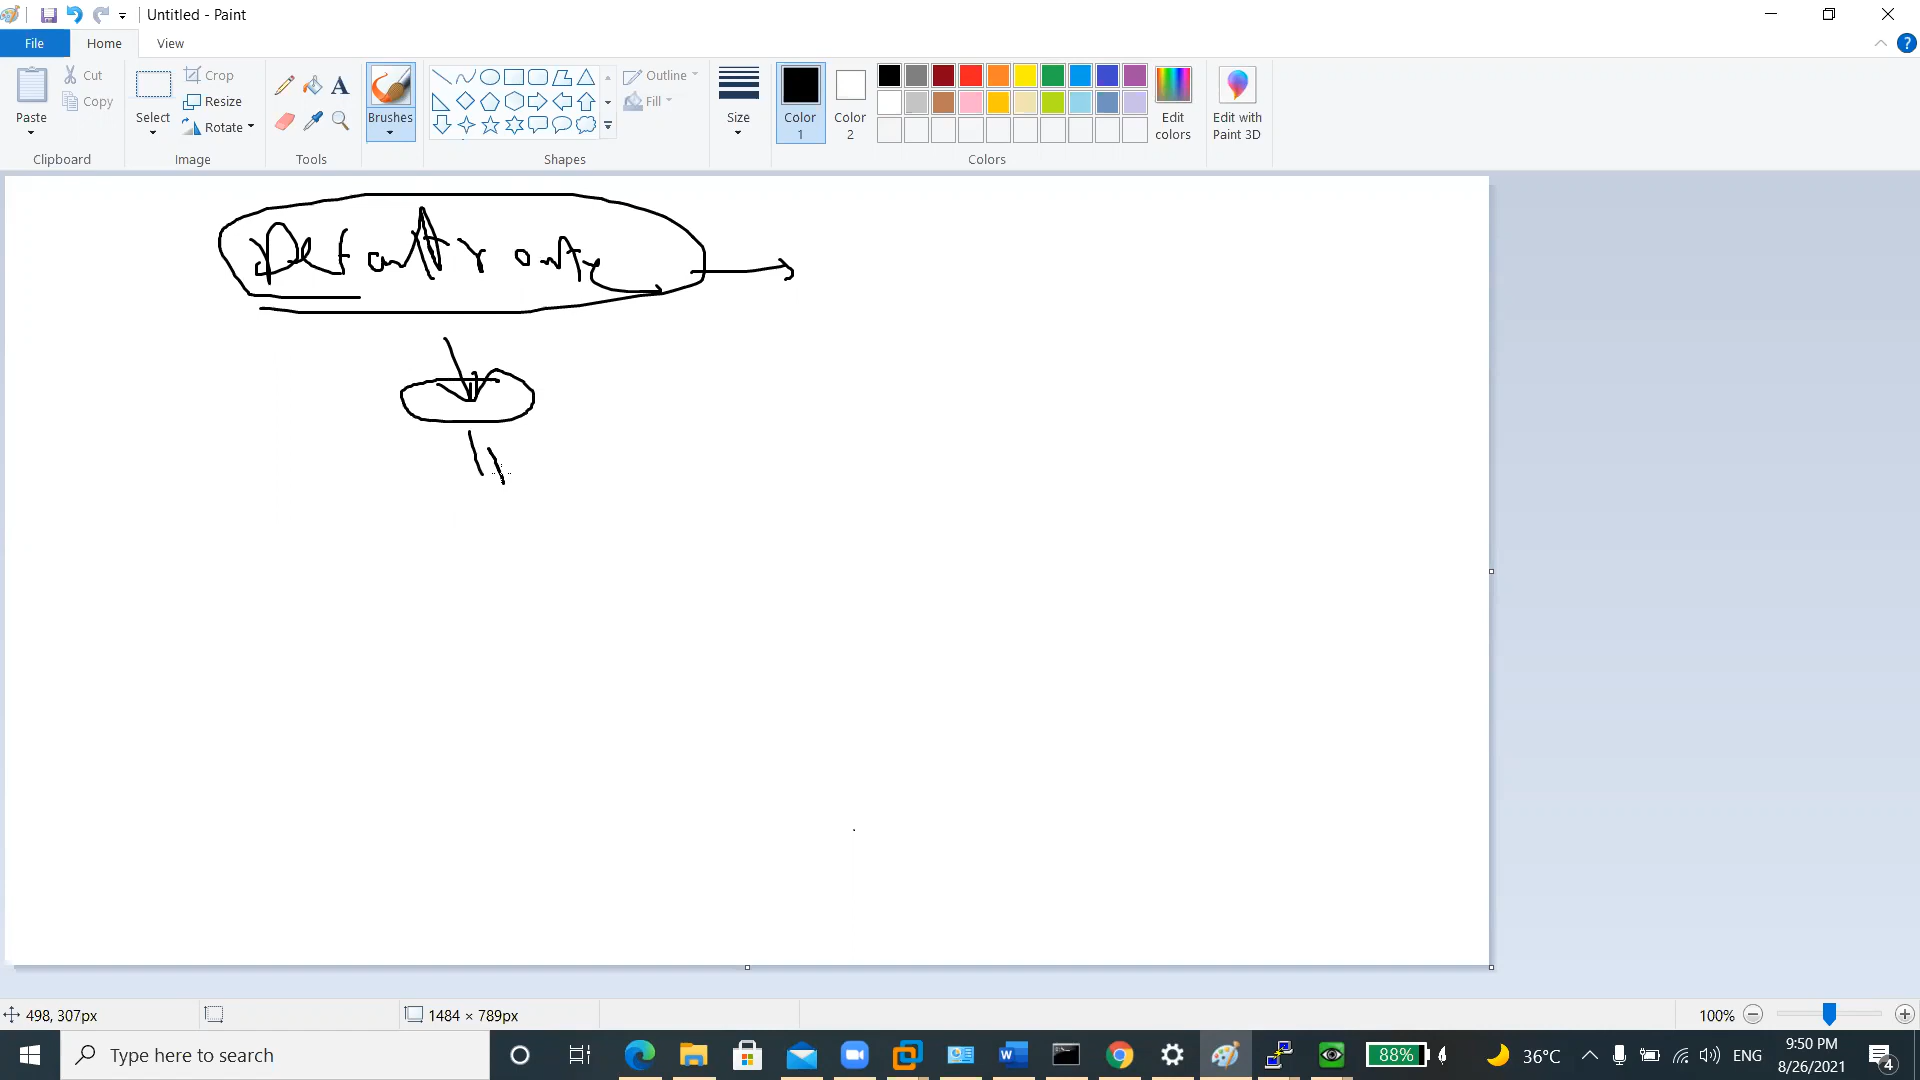 Untitled - Paint
File
Home
View
Paste
Cut
Copy
Clipboard
Select
Crop
Resize
Rotate
Image
Tools
Brushes
Shapes
Outline
Fill
Size
Color
1
Color
2
Colors
Edit
colors
Edit with
Paint 3D
Default route
498, 307px
1484 × 789px
100%
Type here to search
88%
36°C
ENG
9:50 PM
8/26/2021
4